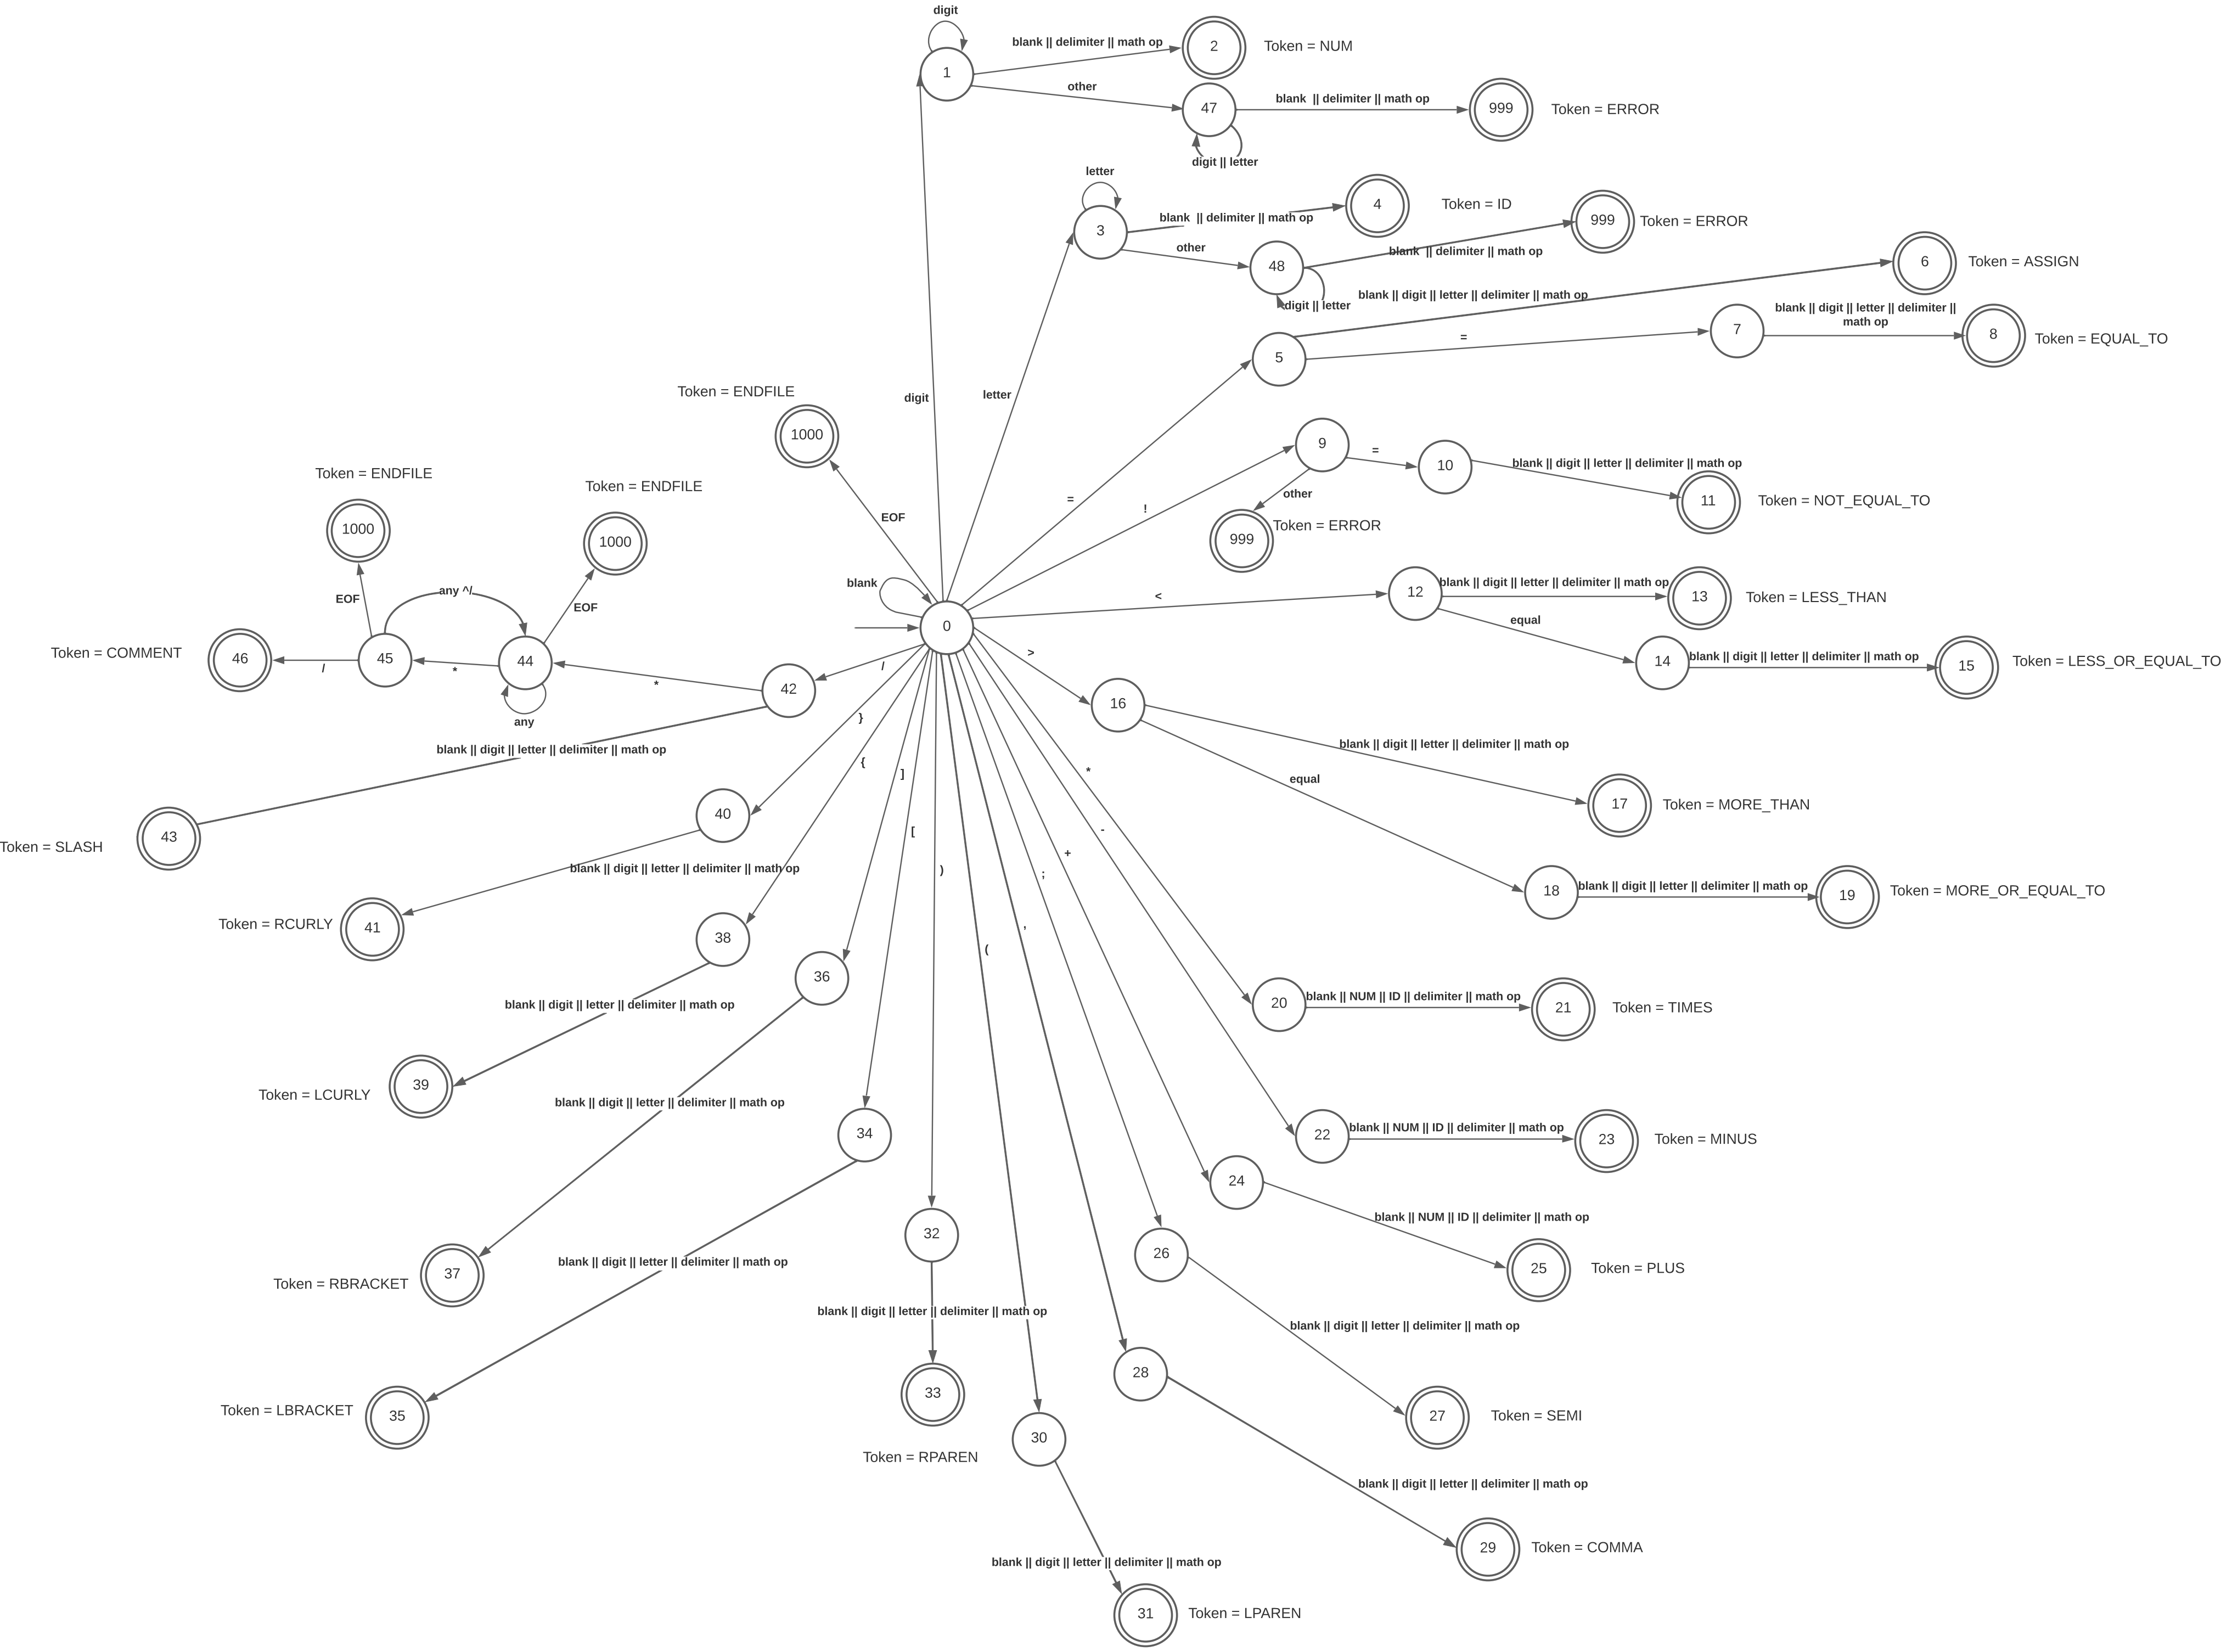 digit
1
blank || delimiter || math op
2
Token = NUM
other
47
blank  || delimiter || math op
999
Token = ERROR
digit || letter
letter
3
blank  || delimiter || math op
4
Token = ID
other
48
blank  || delimiter || math op
999
Token = ERROR
digit || letter
blank || digit || letter || delimiter || math op
6
Token = ASSIGN
5
=
7
blank || digit || letter || delimiter ||
math op
8
Token = EQUAL_TO
digit
letter
=
!
9
=
10
blank || digit || letter || delimiter || math op
11
Token = NOT_EQUAL_TO
other
999
Token = ERROR
Token = ENDFILE
1000
EOF
Token = ENDFILE
1000
EOF
Token = ENDFILE
1000
EOF
any ^/
blank
0
<
12
blank || digit || letter || delimiter || math op
13
Token = LESS_THAN
equal
14
blank || digit || letter || delimiter || math op
15
Token = LESS_OR_EQUAL_TO
Token = COMMENT
46
/
45
*
44
any
*
42
/
blank || digit || letter || delimiter || math op
43
Token = SLASH
>
16
blank || digit || letter || delimiter || math op
17
Token = MORE_THAN
equal
18
blank || digit || letter || delimiter || math op
19
Token = MORE_OR_EQUAL_TO
}
40
blank || digit || letter || delimiter || math op
41
Token = RCURLY
{
38
blank || digit || letter || delimiter || math op
39
Token = LCURLY
]
36
blank || digit || letter || delimiter || math op
37
Token = RBRACKET
[
34
blank || digit || letter || delimiter || math op
35
Token = LBRACKET
)
32
blank || digit || letter || delimiter || math op
33
Token = RPAREN
(
30
blank || digit || letter || delimiter || math op
31
Token = LPAREN
,
28
blank || digit || letter || delimiter || math op
29
Token = COMMA
;
26
blank || digit || letter || delimiter || math op
27
Token = SEMI
+
24
blank || NUM || ID || delimiter || math op
25
Token = PLUS
-
22
blank || NUM || ID || delimiter || math op
23
Token = MINUS
*
20
blank || NUM || ID || delimiter || math op
21
Token = TIMES